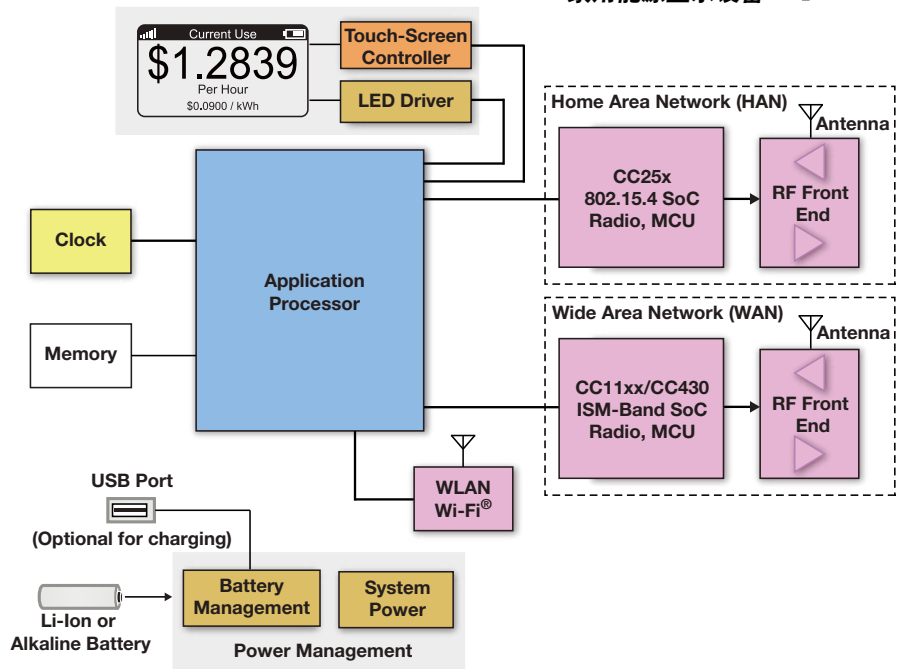 Current Use
$1.2839
Per Hour
$0.0900 / kWh
Touch-Screen
Controller
LED Driver
Home Area Network (HAN)
Antenna
CC25x
802.15.4 SoC
Radio, MCU
RF Front
End
Clock
Application
Processor
Memory
Wide Area Network (WAN)
Antenna
CC11xx/CC430
ISM-Band SoC
Radio, MCU
RF Front
End
WLAN
Wi-Fi®
USB Port
(Optional for charging)
Battery
Management
System
Power
Li-Ion or
Alkaline Battery
Power Management